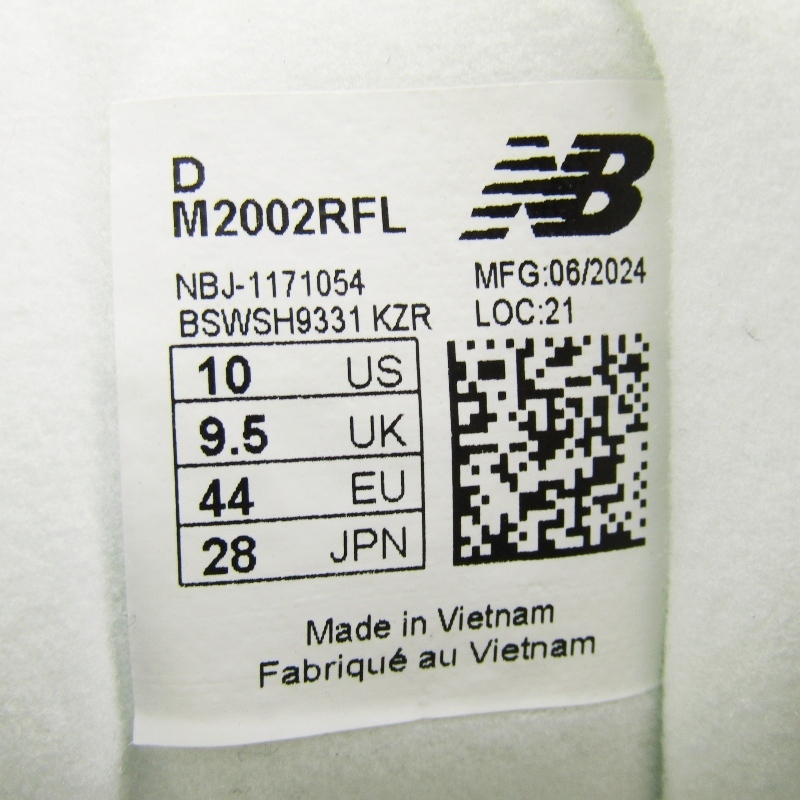 D
M2002RFL
NB
NBJ-1171054
BSWSH9331 KZR
MFG:06/2024
LOC:21
10 US
9.5 UK
44 EU
28 JPN
Made in Vietnam
Fabriqué au Vietnam